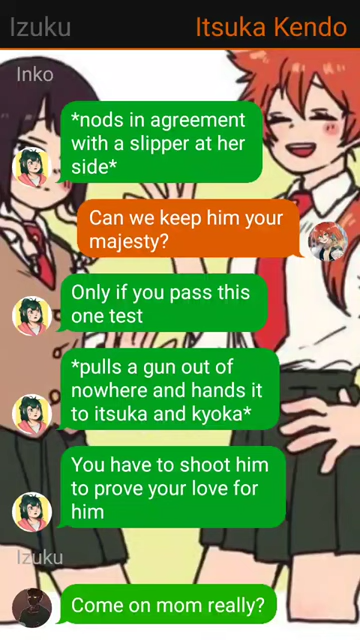 Izuku
Itsuka Kendo
Inko
*nods in agreement
with a slipper at her
side*
Can we keep him your
majesty?
Only if you pass this
one test
*pulls a gun out of
nowhere and hands it
to itsuka and kyoka*
You have to shoot him
to prove your love for
him
Izuku
Come on mom really?